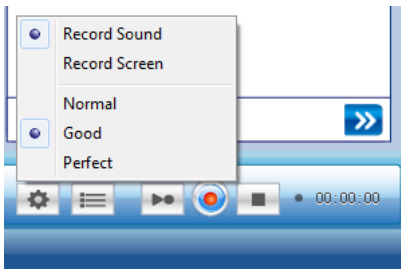 Record Sound
Record Screen
Normal
Good
Perfect
00:00:00